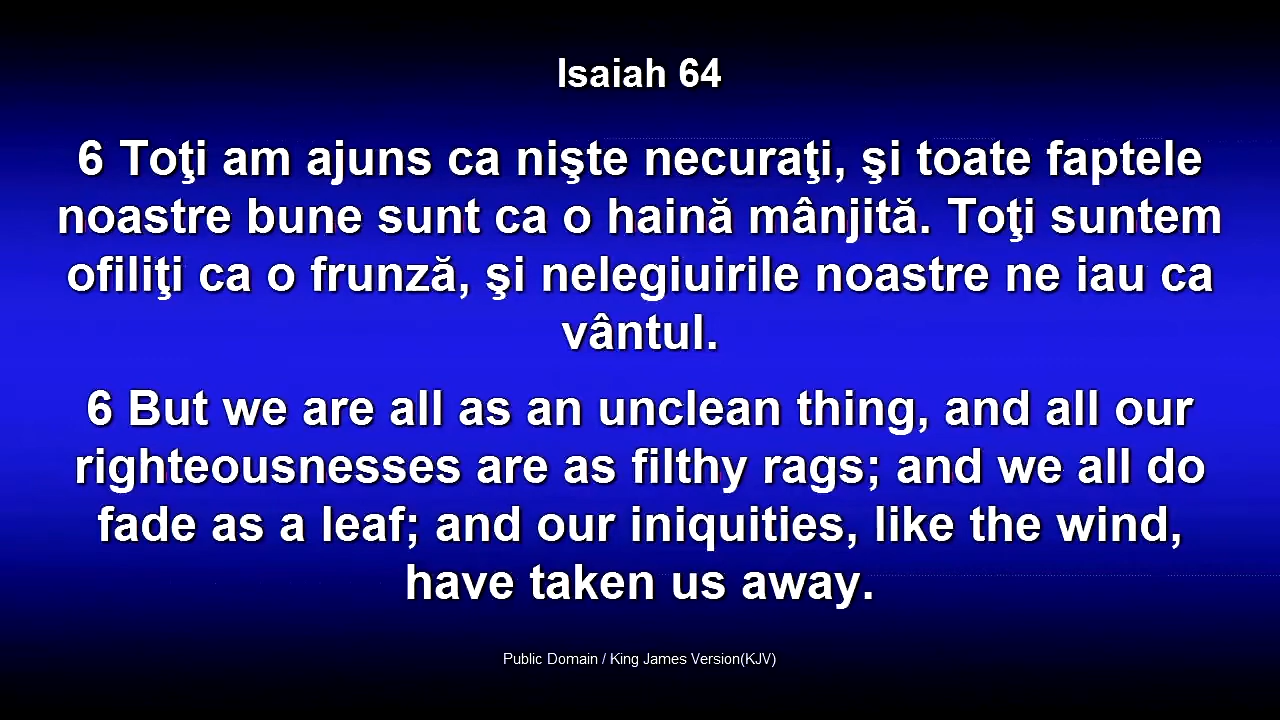 Isaiah 64
6 Toţi am ajuns ca nişte necuraţi, şi toate faptele
noastre bune sunt ca o haină mânjită. Toţi suntem
ofiliţi ca o frunză, şi nelegiuirile noastre ne iau ca
vântul.
6 But we are all as an unclean thing, and all our
righteousnesses are as filthy rags; and we all do
fade as a leaf; and our iniquities, like the wind,
have taken us away.
Public Domain / King James Version(KJV)